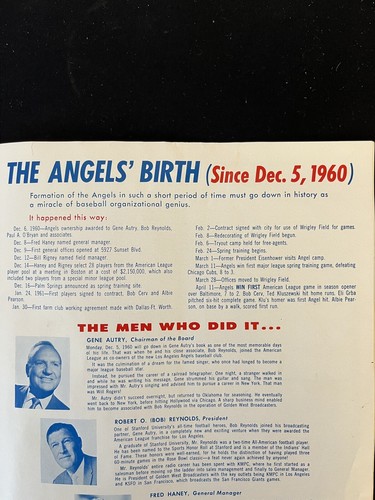 THE ANGELS' BIRTH (Since Dec. 5, 1960)
Formation of the Angels in such a short period of time must go down in history as
a miracle of baseball organizational genius.
It happened this way:
Dec. 6, 1960—Angels ownership awarded to Gene Autry, Bob Reynolds,
Paul A. O'Bryan and associates.
Dec. 8—Fred Haney named general manager.
Dec. 9—First general offices opened at 5927 Sunset Blvd.
Dec. 12—Bill Rigney named field manager.
Dec. 14—Haney and Rigney select 28 players from the American League
player pool at a meeting in Boston at a cost of $2,150,000, which also
included two players from a special minor league pool.
Dec. 16—Palm Springs announced as spring training site.
Jan. 24, 1961—First players signed to contract, Bob Cerv and Albie
Pearson.
Jan. 30—First farm club working agreement made with Dallas-Ft. Worth.
Feb. 2—Contract signed with city for use of Wrigley Field for games.
Feb. 6—Redecorating of Wrigley Field begun.
Feb. 6—Tryout camp held for free agents.
Feb. 26—Spring training begins.
March 1—Former President Eisenhower visits Angel camp.
March 11—Angels win first major league spring training game, defeating
Chicago Cubs, 8 to 3.
March 28—Offices moved to Wrigley Field.
April 11—Angels WIN FIRST American League game in season opener
over Baltimore, 7 to 2. Bob Cerv, Ted Kluszewski hit home runs. Eli Grba
pitched six hit complete game. Klu's homer was first Angel hit. Albie Pear-
son, on base by a walk, scored first run.
THE MEN WHO DID IT...
GENE AUTRY, Chairman of the Board
Monday, Dec. 5, 1960 will go down in Gene Autry's book as one of the most memorable days
of his life. That was when he and his close associate, Bob Reynolds, joined the American
League as co-owners of the new Los Angeles Angels baseball club.
It was the culmination of a dream for the famed singer, who once had hoped to become a
major league baseball star.
Instead, he pursued the career of a railroad telegrapher. One night, a stranger walked in
and while he was writing his message, Gene strummed his guitar and sang. The man was
impressed with Mr. Autry's singing and advised him to pursue a career in New York. That man
was Will Rogers!
Mr. Autry didn't succeed overnight, but returned to Oklahoma for seasoning. He eventually
went back to New York, before hitting Hollywood via Chicago. A sharp business mind enabled
him to become associated with Bob Reynolds in the operation of Golden West Broadcasters.
ROBERT O. (BOB) REYNOLDS, President
One of Stanford University's all-time football heroes, Bob Reynolds joined his broadcasting
partner, Gene Autry, in a completely new and exciting venture when they were awarded the
American League franchise for Los Angeles.
A graduate of Stanford University, Mr. Reynolds was a two-time All-American football player.
He has been named to the Sports Honor Roll at Stanford and is a member of the Football Hall
of Fame. These honors were well-earned, for he holds the distinction of having played three
60-minute games in the Rose Bowl classic—a feat never again achieved by anyone!
Mr. Reynolds' entire radio career has been spent with KMPC, where he first started as a
salesman before moving up the ladder into sales management and finally to General Manager.
He is President of Golden West Broadcasters with the key outlets being KMPC in Los Angeles
and KSFO in San Francisco, which broadcasts the San Francisco Giants games.
FRED HANEY, General Manager